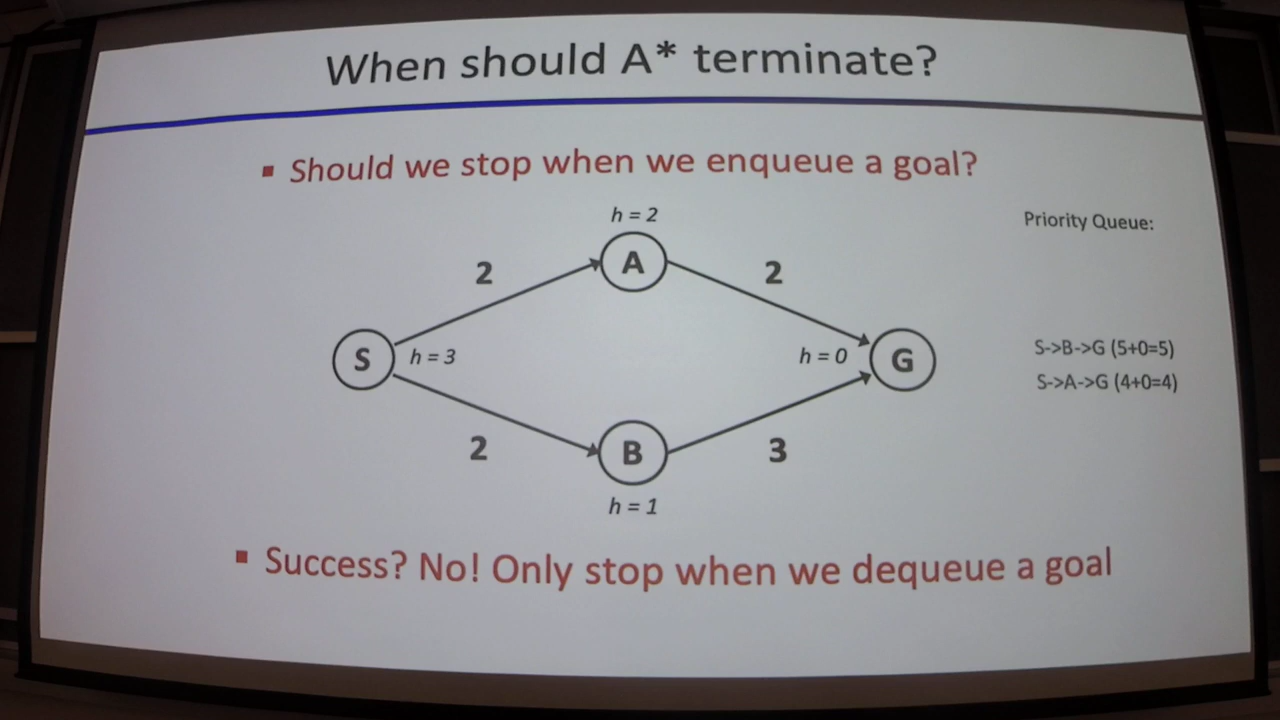 When should A* terminate?
▪ Should we stop when we enqueue a goal?
h = 2
Priority Queue:
A
2
2
S
h = 3
h = 0
G
S->B->G (5+0=5)
S->A->G (4+0=4)
2
B
3
h = 1
▪ Success? No! Only stop when we dequeue a goal